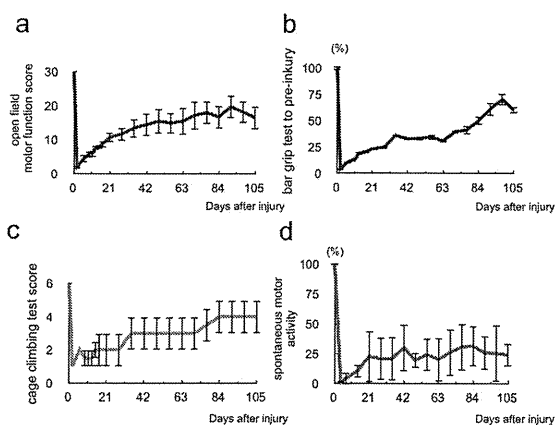 a
open field
motor function score
30
20
10
0
0 21 42 63 84 105
Days after injury
b
(%)
bar grip test to pre-inkury
100
75
50
25
0
0 21 42 63 84 105
Days after injury
c
cage climbing test score
6
4
2
0
0 21 42 63 84 105
Days after injury
d
(%)
spontaneous motor
activity
100
75
50
25
0
0 21 42 63 84 105
Days after injury